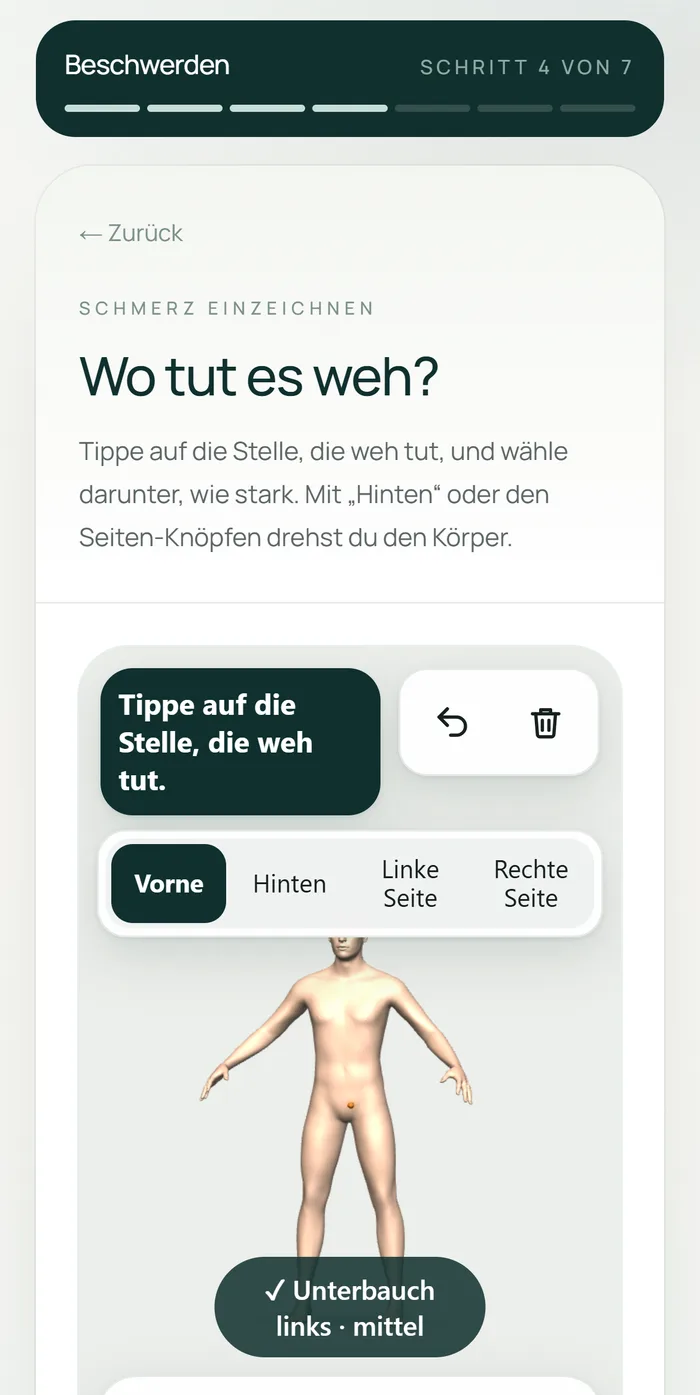 Beschwerden
SCHRITT 4 VON 7
← Zurück
SCHMERZ EINZEICHNEN
Wo tut es weh?
Tippe auf die Stelle, die weh tut, und wähle
darunter, wie stark. Mit „Hinten“ oder den
Seiten-Knöpfen drehst du den Körper.
Tippe auf die
Stelle, die weh
tut.
Vorne
Hinten
Linke
Seite
Rechte
Seite
✓ Unterbauch
links · mittel